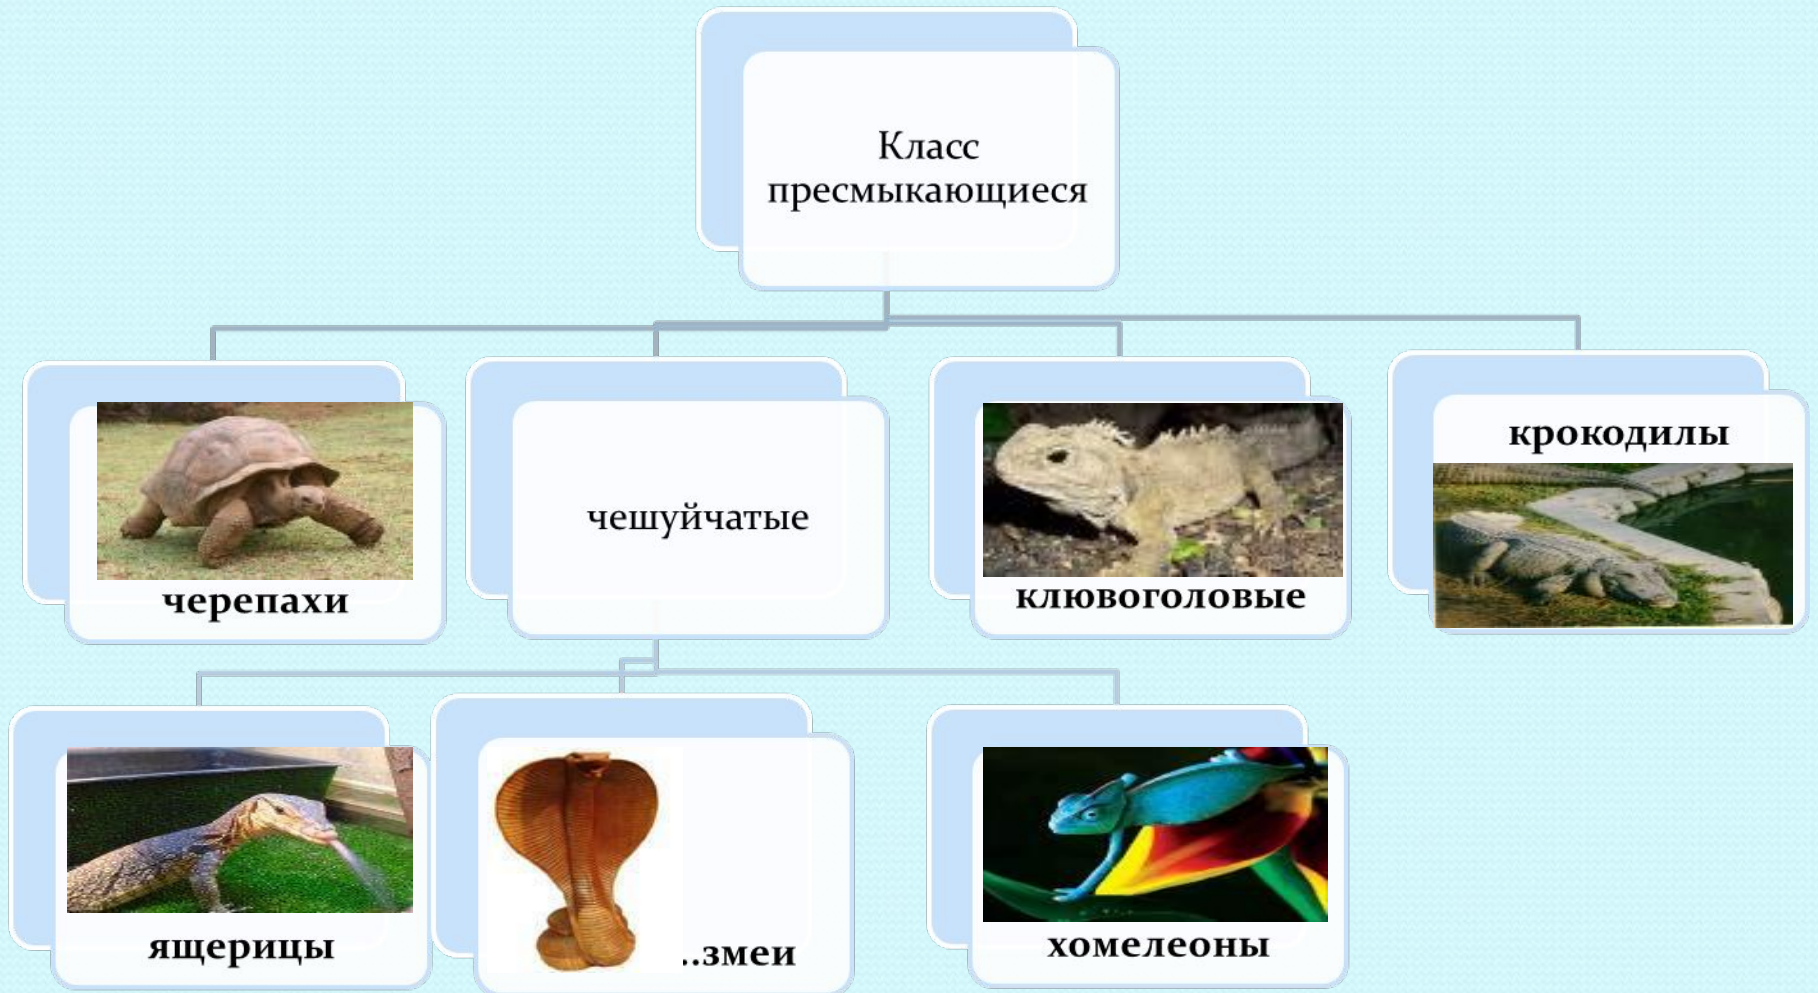 Класс
пресмыкающиеся
черепахи
чешуйчатые
клювоголовые
крокодилы
ящерицы
..змеи
хомелеоны